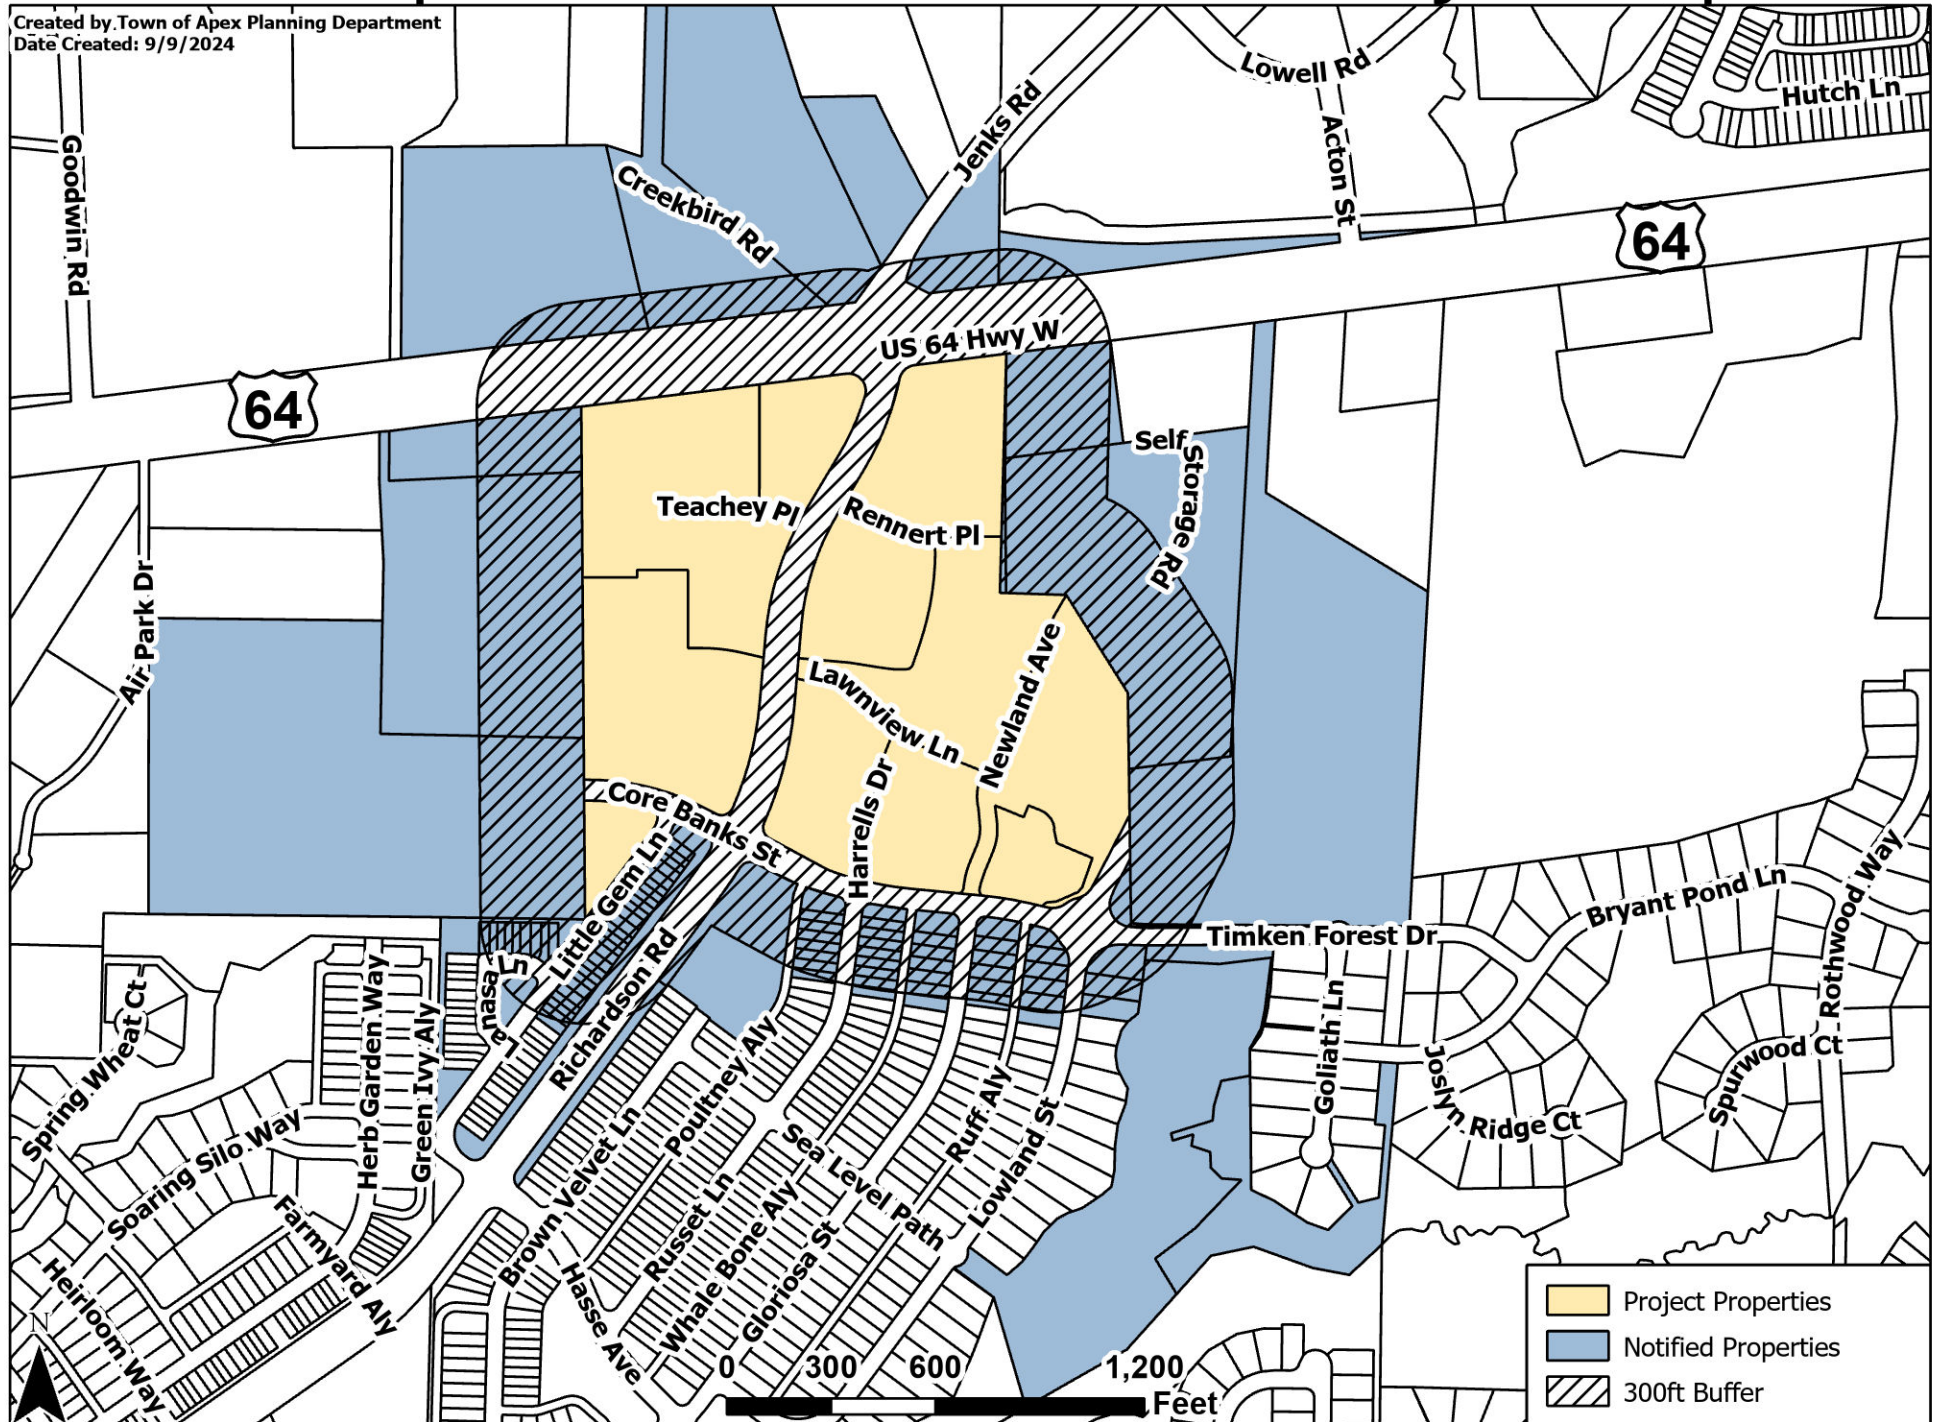 Created by Town of Apex Planning Department
Date Created: 9/9/2024
Lowell Rd
Hutch Ln
Jenks Rd
Acton St
Goodwin Rd
Creekbird Rd
64
US 64 Hwy W
64
Self Storage Rd
Teachey Pl
Rennert Pl
Air Park Dr
Newland Ave
Lawnview Ln
Harrells Dr
Core Banks St
Little Gem Ln
Rothwood Way
Bryant Pond Ln
Timken Forest Dr
Richardson Rd
Lanasa Ln
Spring Wheat Ct
Herb Garden Way
Green Ivy Aly
Goliath Ln
Joslyn Ridge Ct
Spurwood Ct
Poultney Aly
Ruff Aly
Lowland St
Brown Velvet Ln
Sea Level Path
Soaring Silo Way
Farmyard Aly
Russet Ln
Whale Bone Aly
Gloriosa St
Hasse Ave
Heirloom Way
N
0 300 600 1,200
Feet
Project Properties
Notified Properties
300ft Buffer